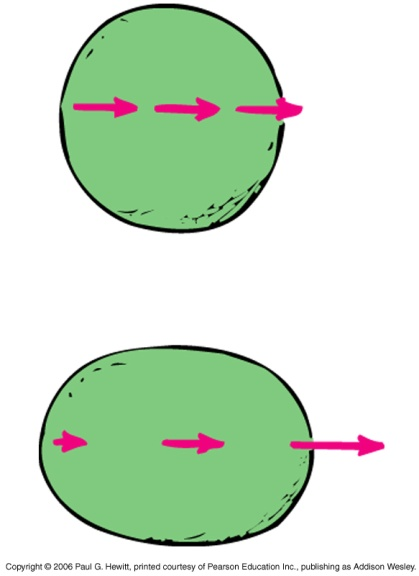 Copyright © 2006 Paul G. Hewitt, printed courtesy of Pearson Education Inc., publishing as Addison Wesley